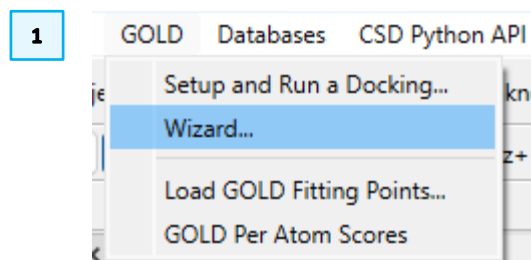 1
GOLD Databases CSD Python API
Setup and Run a Docking...
Wizard...
z+
Load GOLD Fitting Points...
GOLD Per Atom Scores